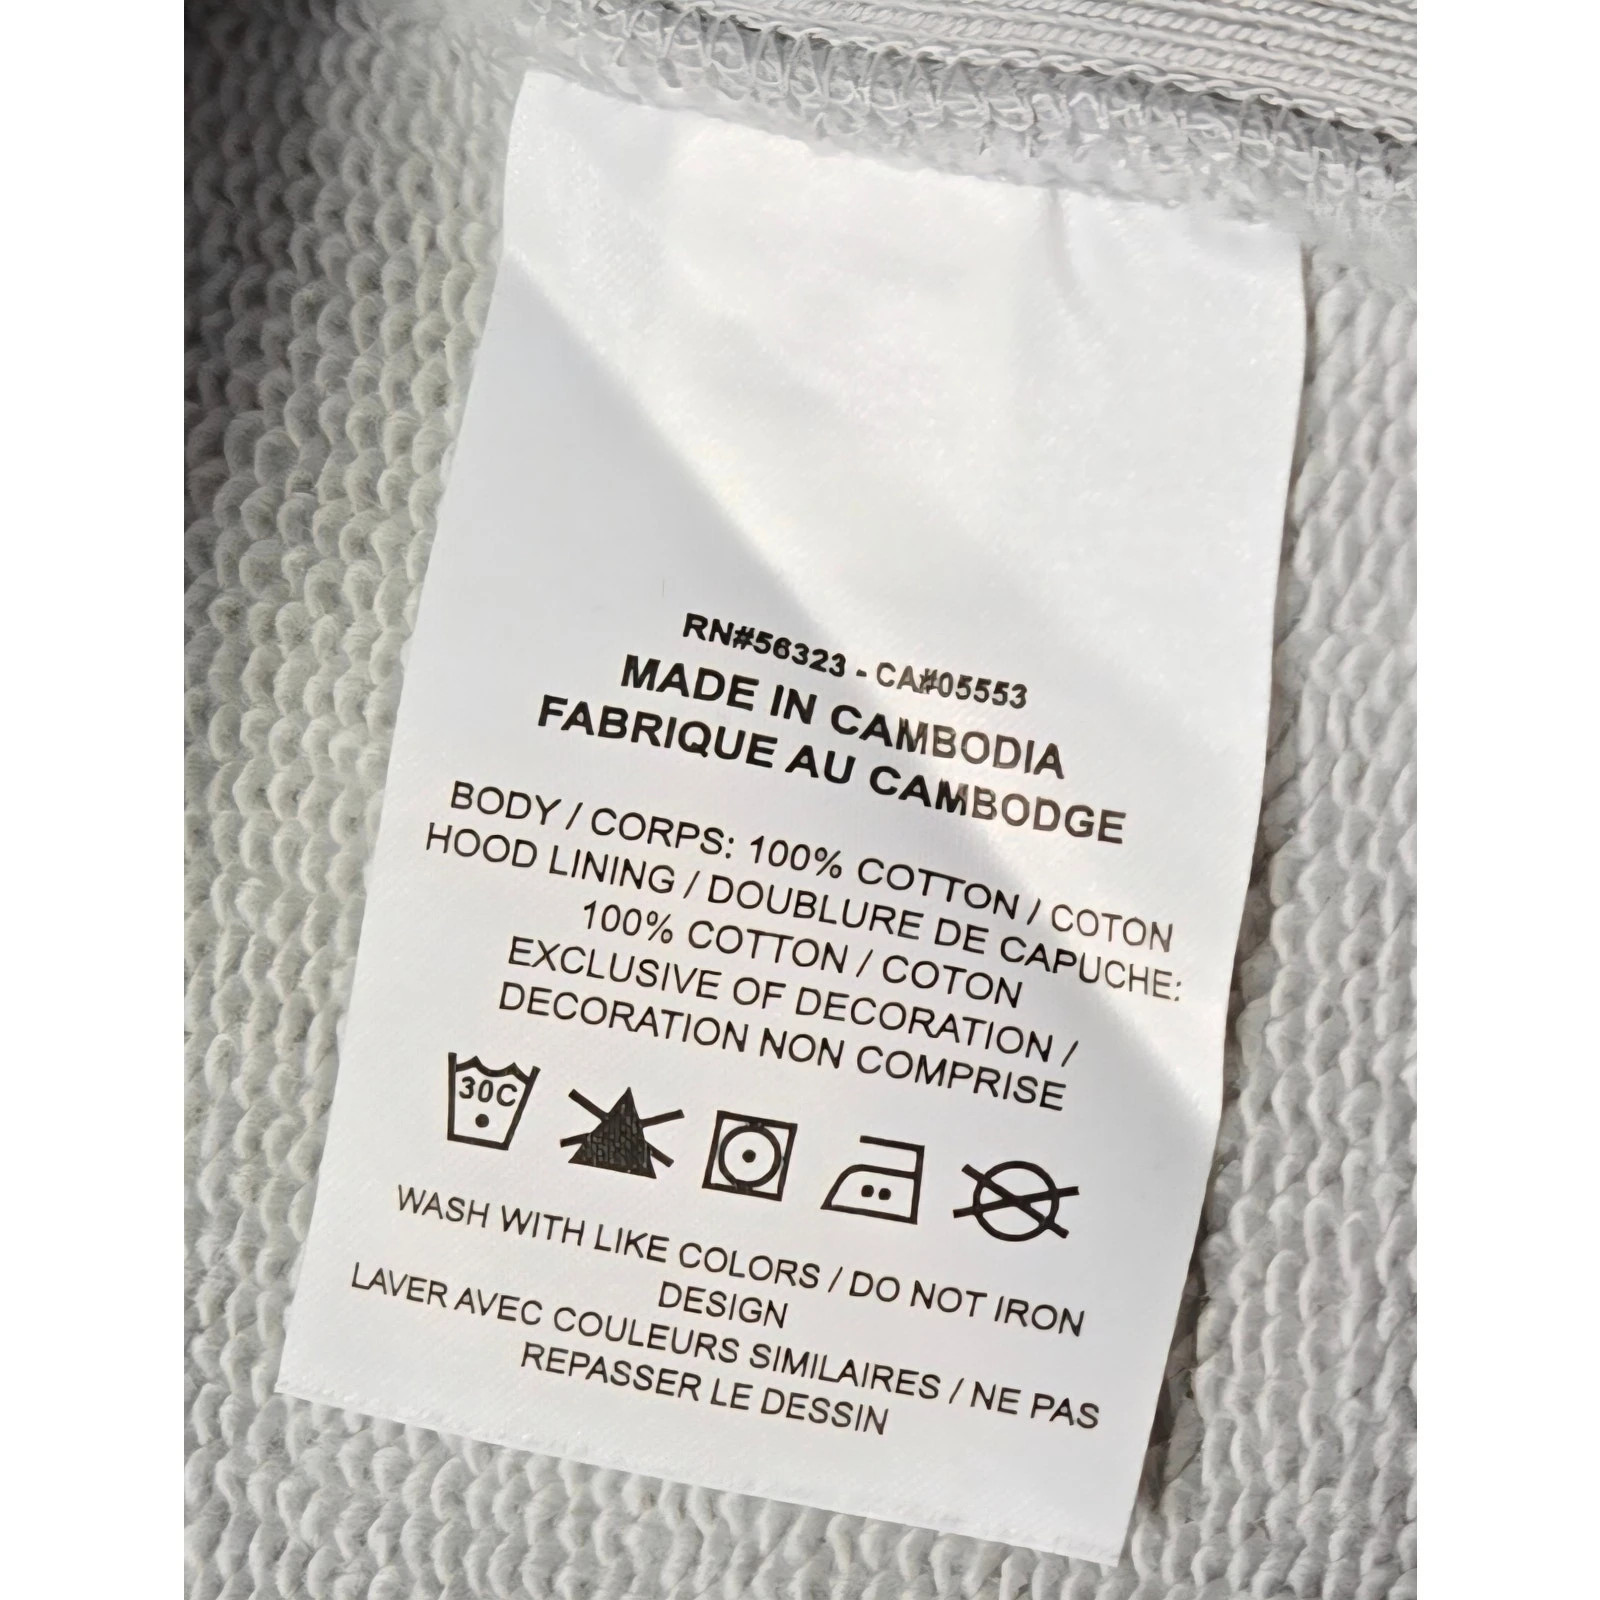 RN#56323 - CA#05553
MADE IN CAMBODIA
FABRIQUE AU CAMBODGE
BODY / CORPS: 100% COTTON / COTON
HOOD LINING / DOUBLURE DE CAPUCHE:
100% COTTON / COTON
EXCLUSIVE OF DECORATION /
DECORATION NON COMPRISE
30C
WASH WITH LIKE COLORS / DO NOT IRON
DESIGN
LAVER AVEC COULEURS SIMILAIRES / NE PAS
REPASSER LE DESSIN